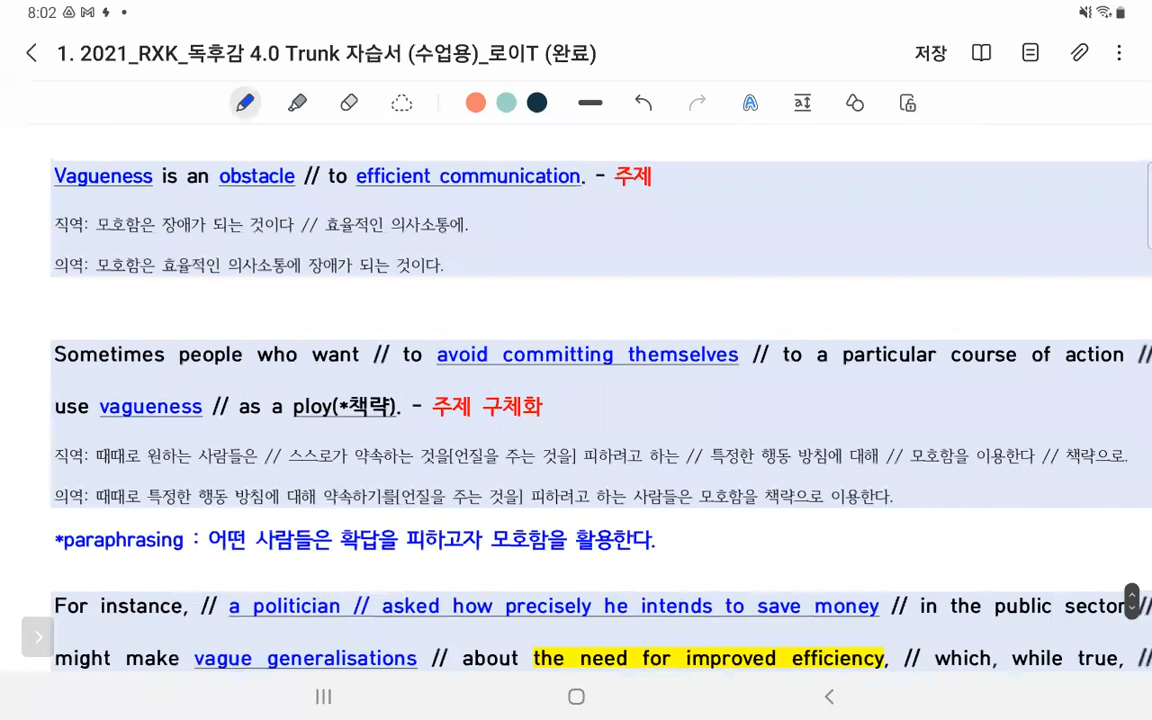 8:02
1. 2021_RXK_독후감 4.0 Trunk 자습서 (수업용)_로이T (완료)
저장
Vagueness is an obstacle // to efficient communication. - 주제
직역: 모호함은 장애가 되는 것이다 // 효율적인 의사소통에.
의역: 모호함은 효율적인 의사소통에 장애가 되는 것이다.
Sometimes people who want // to avoid committing themselves // to a particular course of action //
use vagueness // as a ploy(*책략). - 주제 구체화
직역: 때때로 원하는 사람들은 // 스스로가 약속하는 것을[언질을 주는 것을] 피하려고 하는 // 특정한 행동 방침에 대해 // 모호함을 이용한다 // 책략으로.
의역: 때때로 특정한 행동 방침에 대해 약속하기를[언질을 주는 것을] 피하려고 하는 사람들은 모호함을 책략으로 이용한다.
*paraphrasing : 어떤 사람들은 확답을 피하고자 모호함을 활용한다.
For instance, // a politician // asked how precisely he intends to save money // in the public sector //
might make vague generalisations // about the need for improved efficiency, // which, while true, //